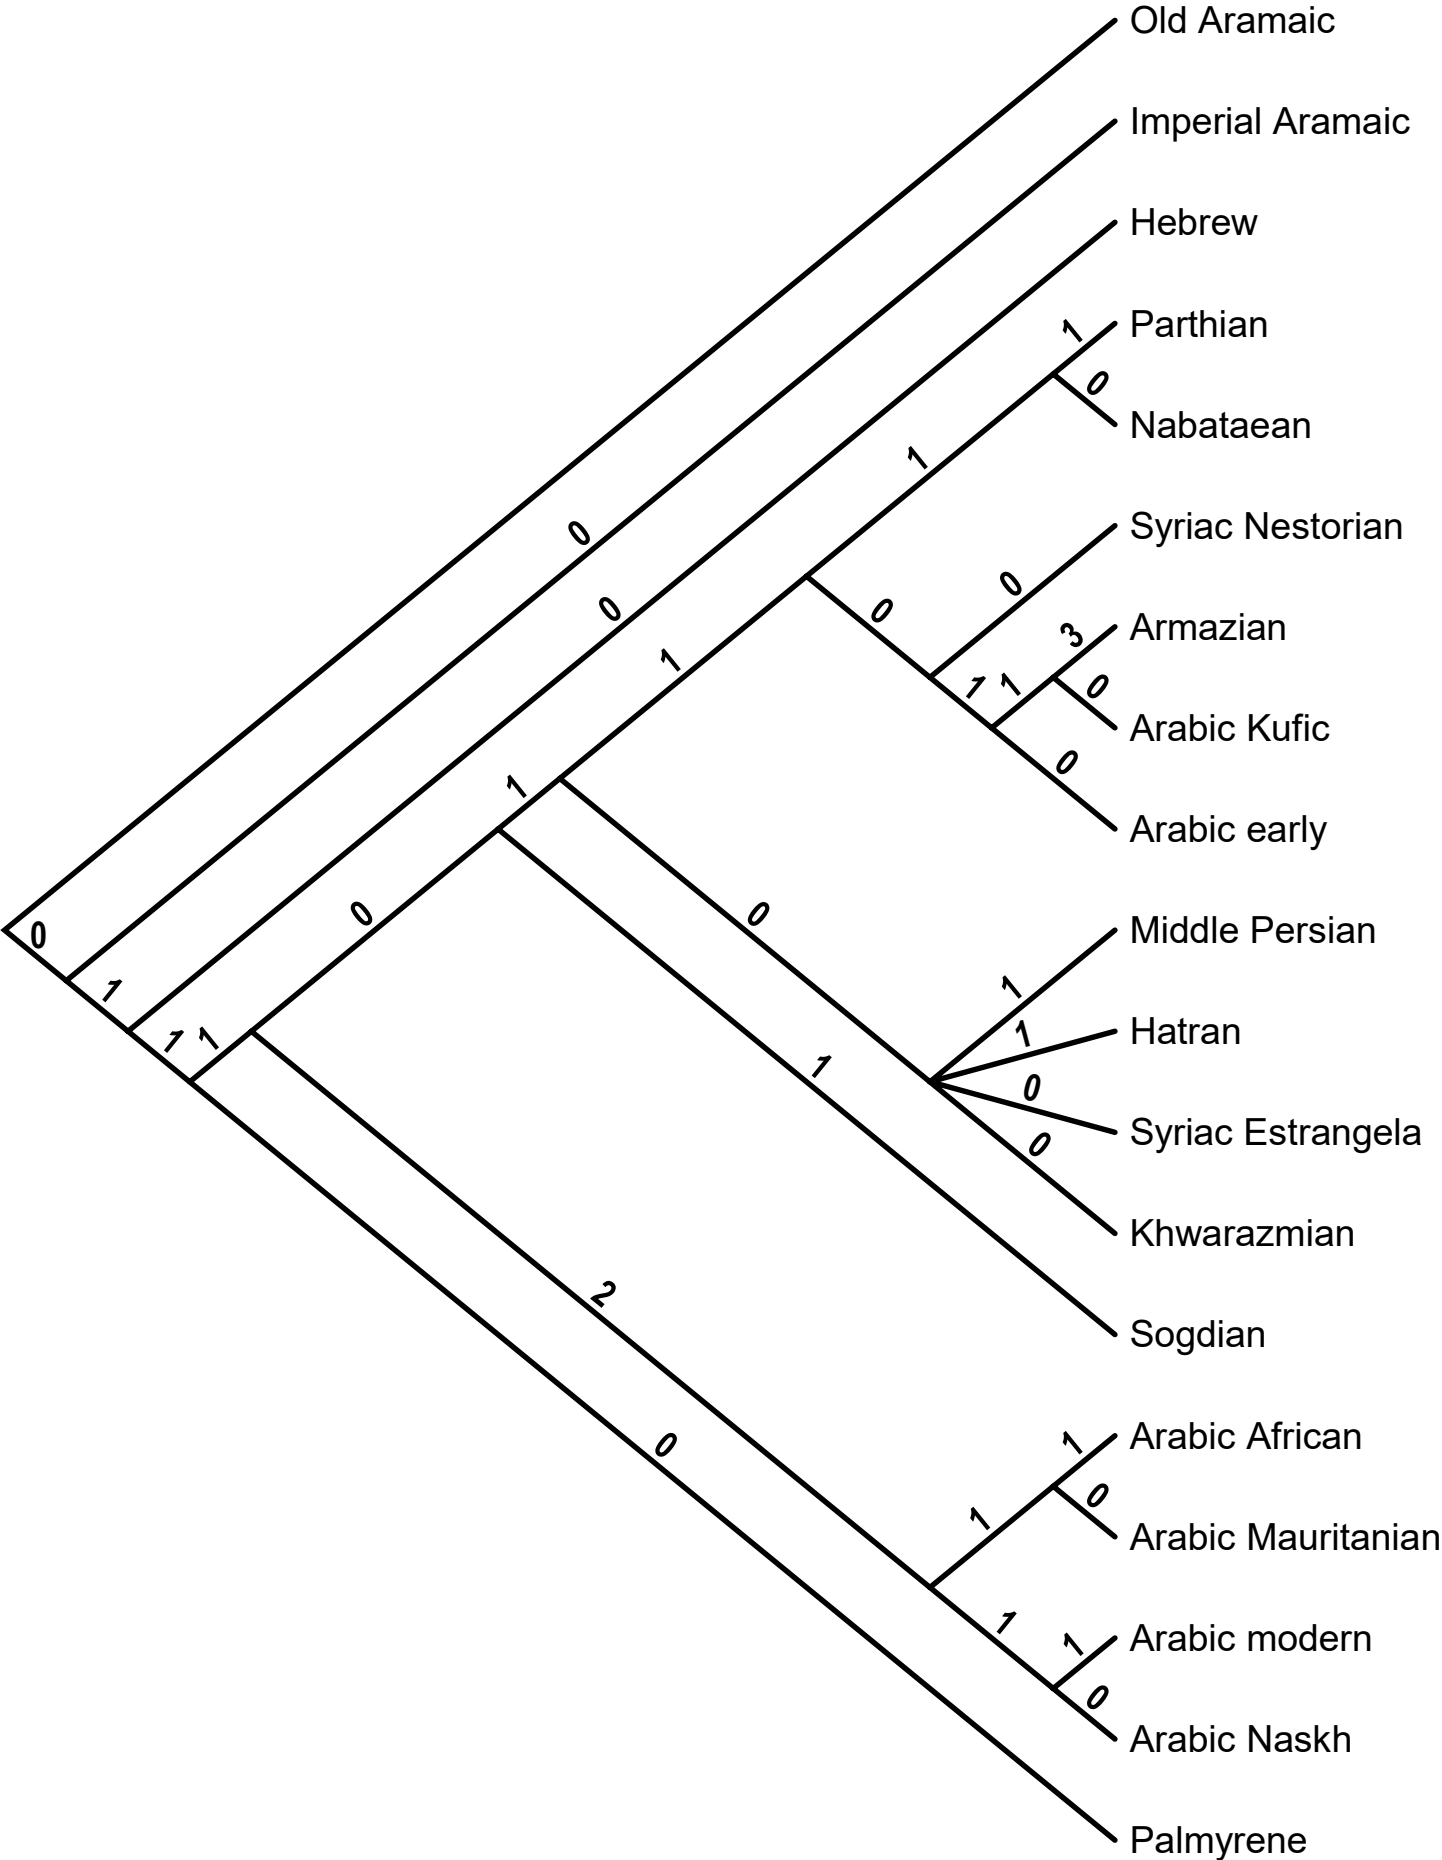 Old Aramaic
Imperial Aramaic
Hebrew
1 Parthian
0
Nabataean
1
Syriac Nestorian
0
0
3 Armazian
0
0
1 1 0
1
Arabic Kufic
0
1
Arabic early
0
0
0
Middle Persian
1
1
1 Hatran
1 1
1
0
Syriac Estrangela
0
Khwarazmian
2
Sogdian
1 Arabic African
0
0
1
Arabic Mauritanian
1
1 Arabic modern
0
Arabic Naskh
Palmyrene